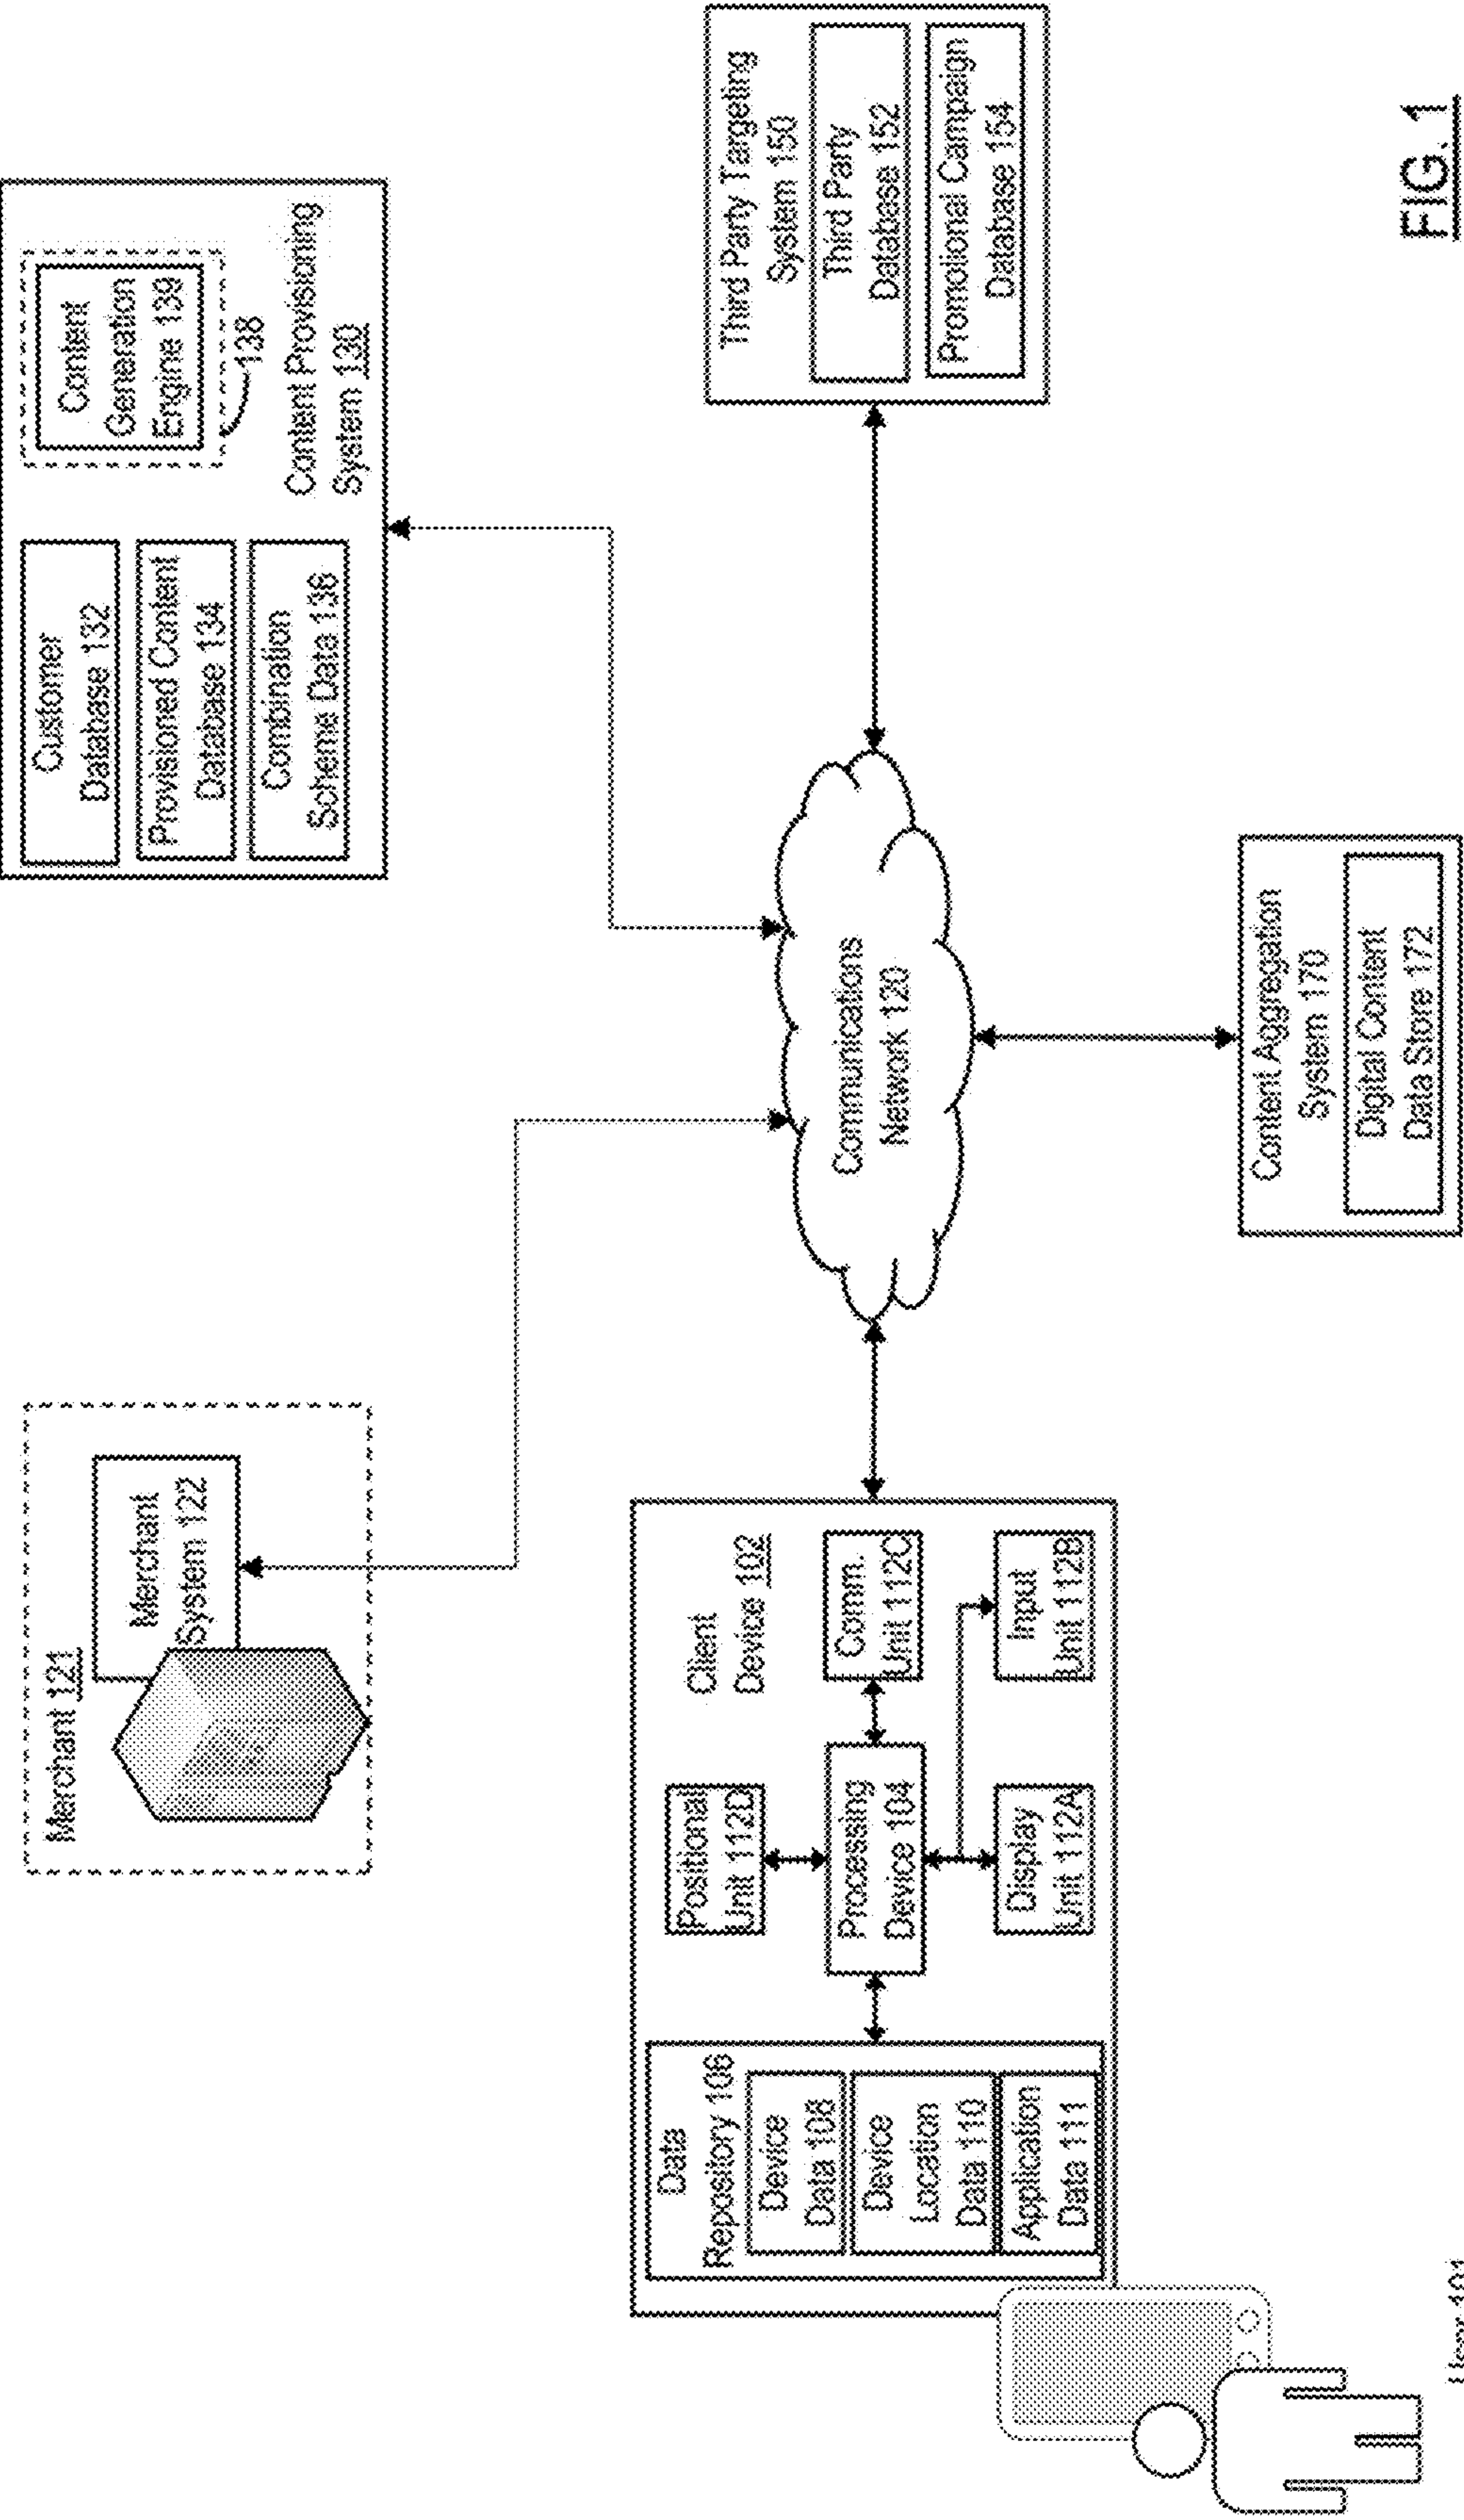 Merchant 121
Merchant
System 122
Customer
Database 132
Provisioned Content
Database 134
Combination
Scheme Data 136
Content
Generation
Engine 139
138
Content Provisioning
System 130
Data
Repository 106
Device
Data 108
Device
Location
Data 110
Application
Data 111
Positional
Unit 112D
Processing
Device 104
Display
Unit 112A
Client
Device 102
Comm.
Unit 112C
Input
Unit 112B
Communications
Network 120
Third Party Targeting
System 150
Third Party
Database 152
Promotional Campaign
Database 154
Content Aggregation
System 170
Digital Content
Data Store 172
User 101
FIG. 1